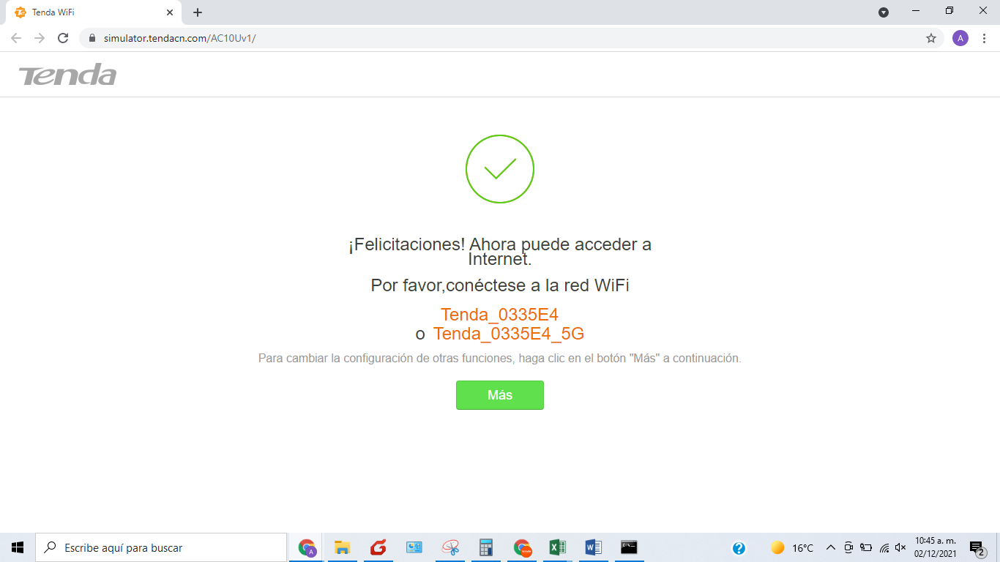 Tenda WiFi
simulator.tendacn.com/AC10Uv1/
A
Tenda
¡Felicitaciones! Ahora puede acceder a
Internet.
Por favor,conéctese a la red WiFi
Tenda_0335E4
o Tenda_0335E4_5G
Para cambiar la configuración de otras funciones, haga clic en el botón "Más" a continuación.
Más
Escribe aquí para buscar
A
16°C
10:45 a. m.
02/12/2021
2